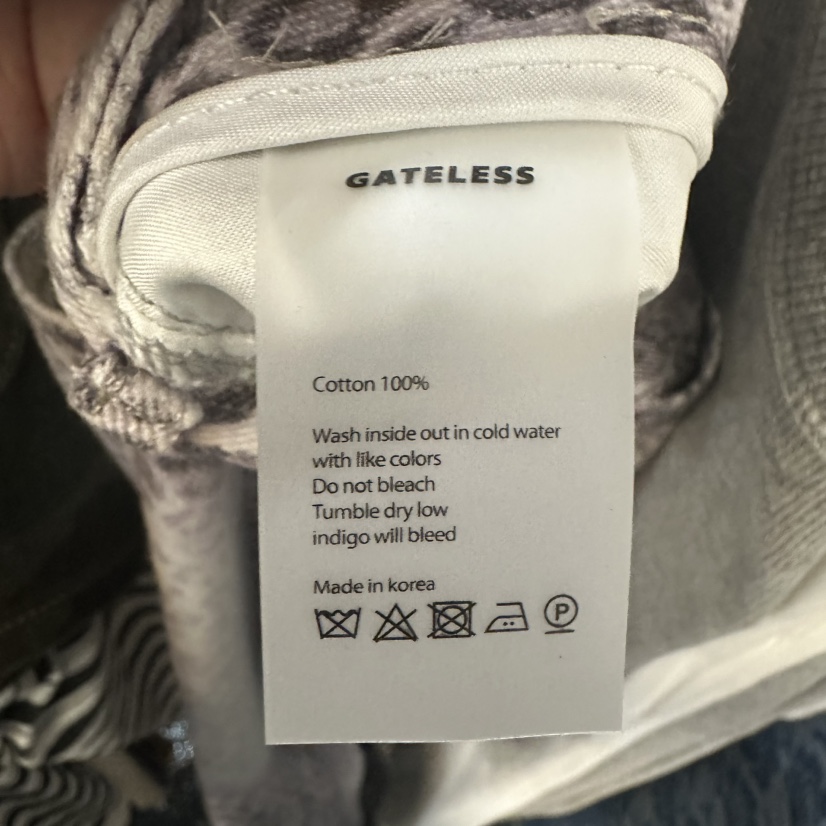 GATELESS
Cotton 100%
Wash inside out in cold water
with like colors
Do not bleach
Tumble dry low
indigo will bleed
Made in korea
P